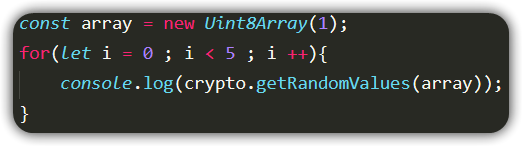 const array = new Uint8Array(1);
for(let i = 0 ; i < 5 ; i ++){
    console.log(crypto.getRandomValues(array));
}